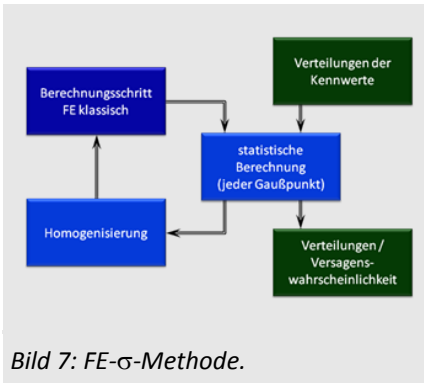 Berechnungsschritt
FE klassisch
Verteilungen der
Kennwerte
statistische
Berechnung
(jeder Gaußpunkt)
Homogenisierung
Verteilungen /
Versagens-
wahrscheinlichkeit
Bild 7: FE-σ-Methode.